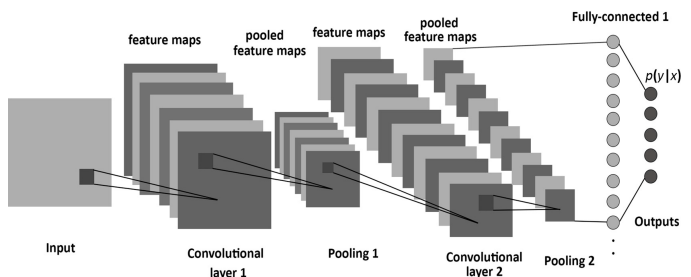 feature maps
pooled
feature maps
feature maps
pooled
feature maps
Fully-connected 1
p(y|x)
Input
Convolutional
layer 1
Pooling 1
Convolutional
layer 2
Pooling 2
Outputs